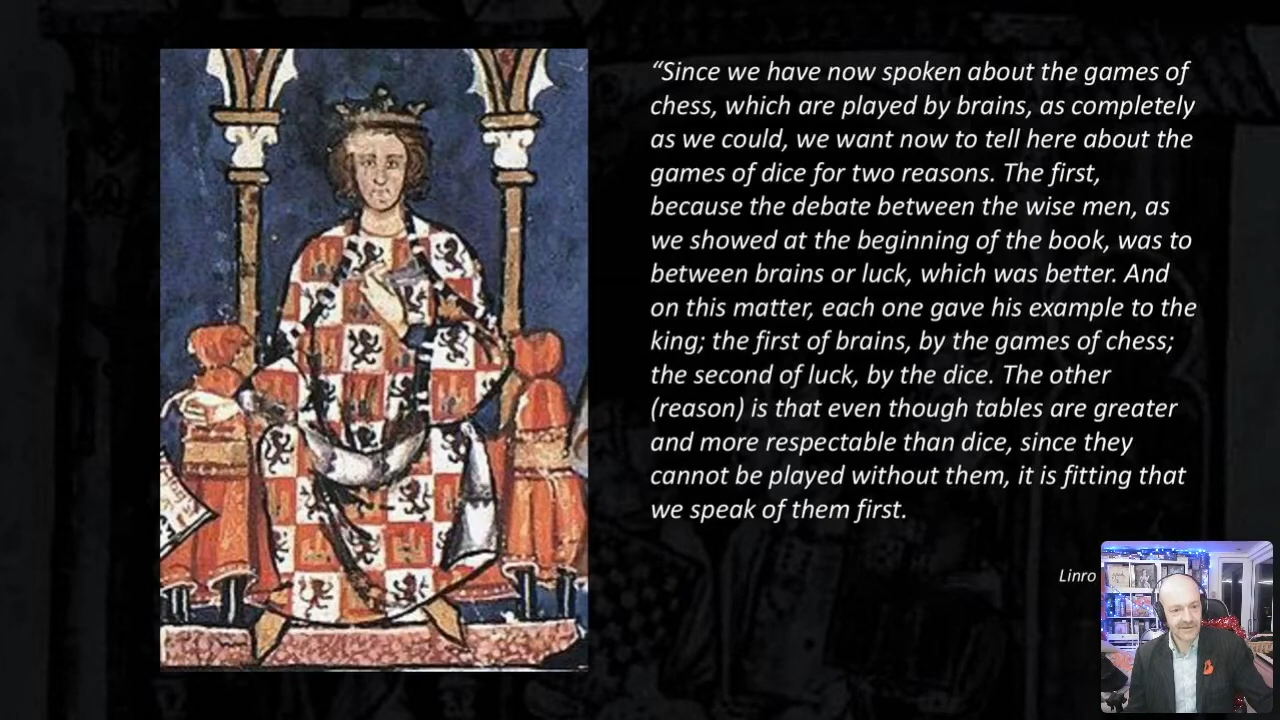 “Since we have now spoken about the games of
chess, which are played by brains, as completely
as we could, we want now to tell here about the
games of dice for two reasons. The first,
because the debate between the wise men, as
we showed at the beginning of the book, was to
between brains or luck, which was better. And
on this matter, each one gave his example to the
king; the first of brains, by the games of chess;
the second of luck, by the dice. The other
(reason) is that even though tables are greater
and more respectable than dice, since they
cannot be played without them, it is fitting that
we speak of them first.
Linro